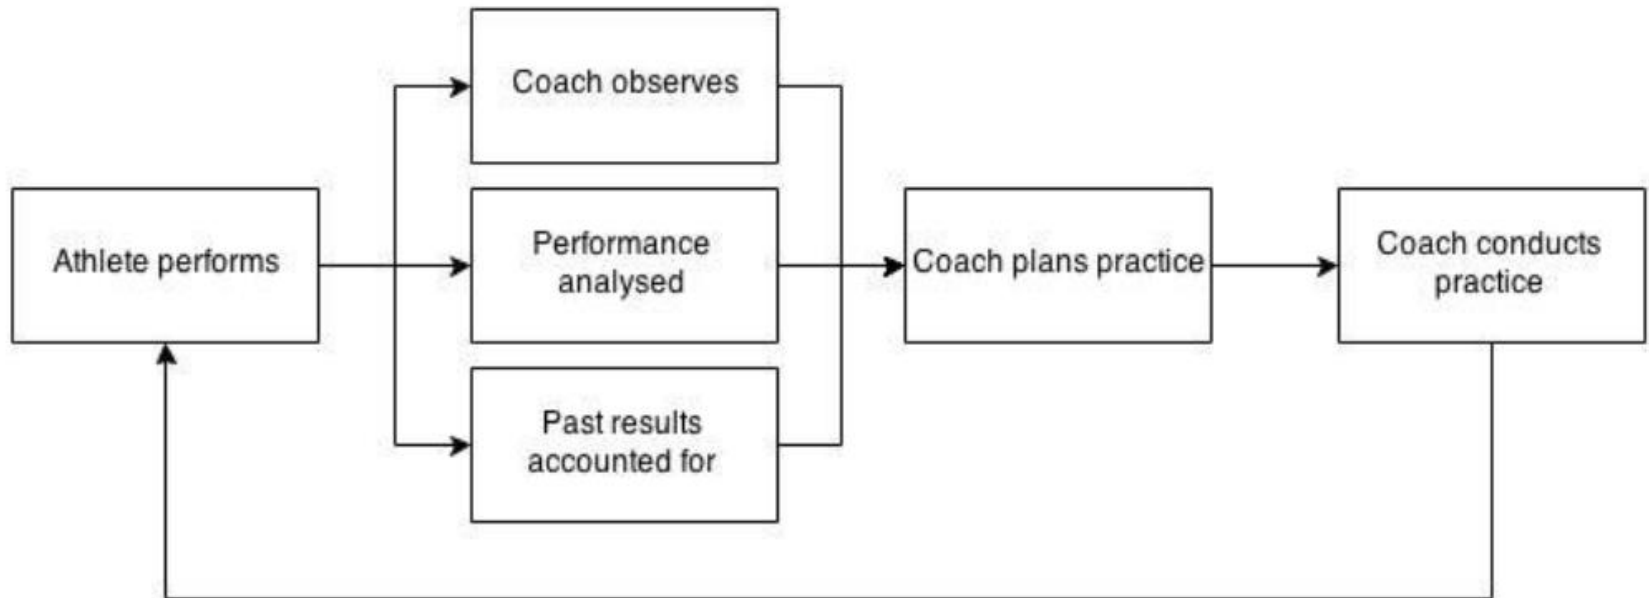 Athlete performs
Coach observes
Performance
analysed
Past results
accounted for
Coach plans practice
Coach conducts
practice